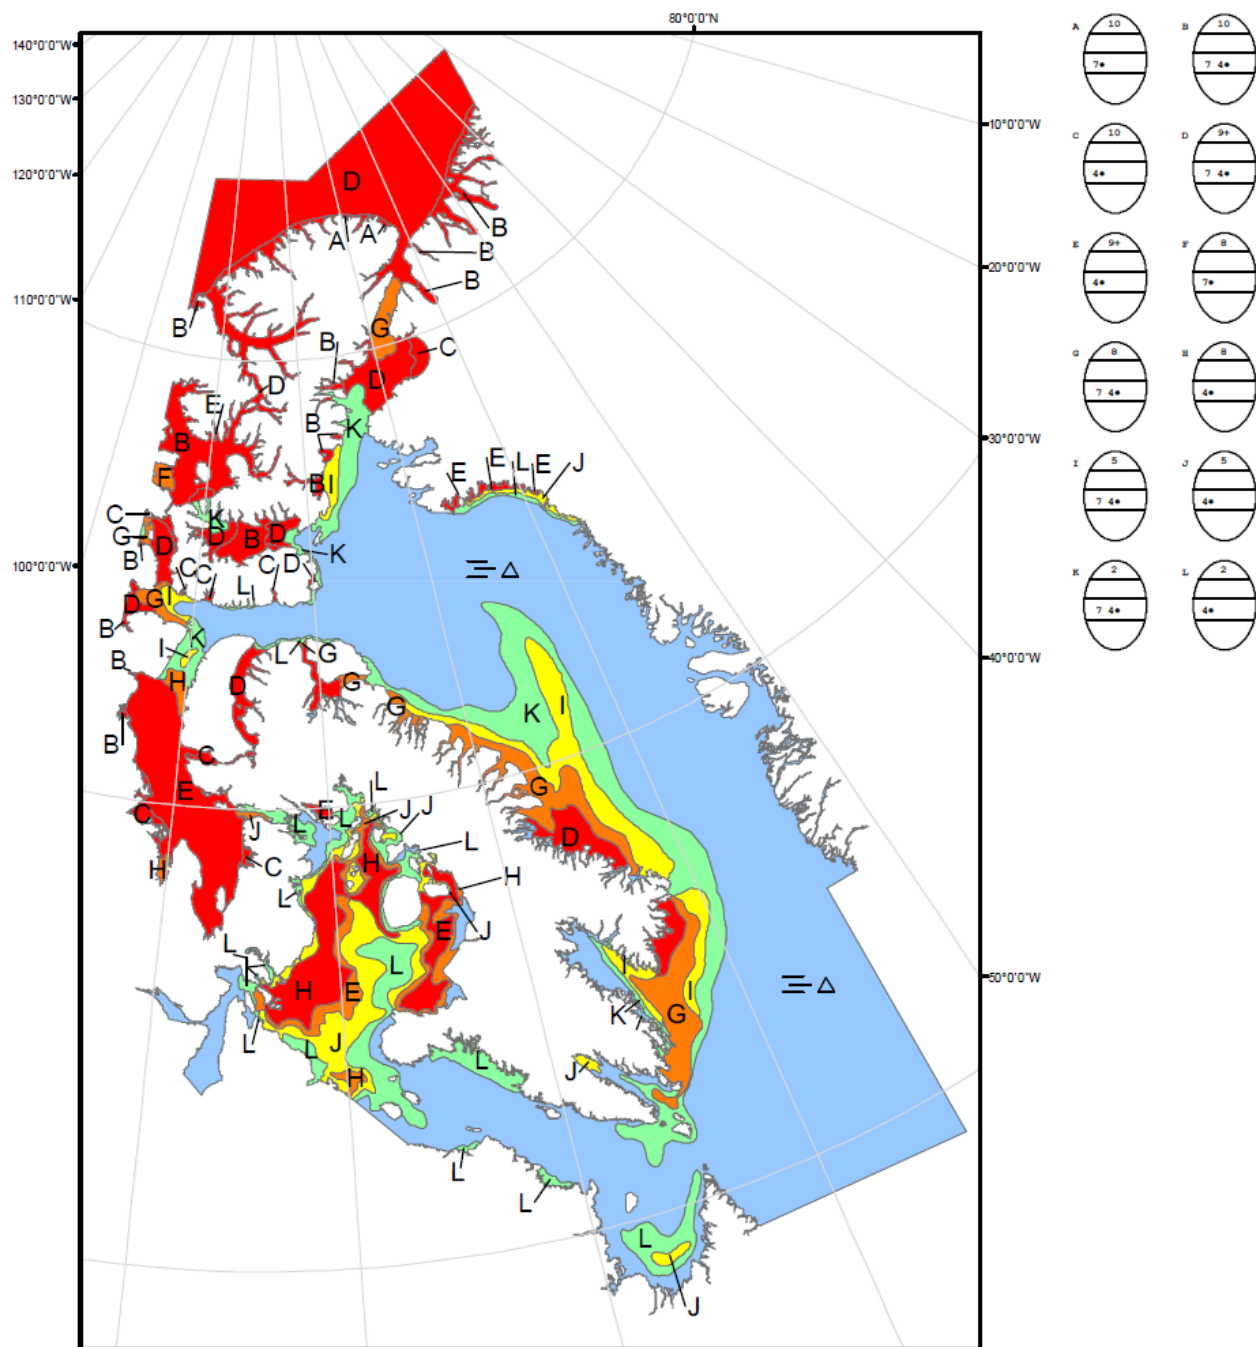 80°0'0"N
140°0'0"W
130°0'0"W
120°0'0"W
110°0'0"W
100°0'0"W
10°0'0"W
20°0'0"W
30°0'0"W
40°0'0"W
50°0'0"W
D
B
A A
B
B
B
G
B C
D
D
E
B K
B
E E L E J
F B I
C
K
G D D B D
B K
C C L C D
D G I
B
K
I L G
B
H D G
G
K I
B
C
E
G
C L
E
J L L J J
D
H L
H C H
L
J
E
L
I L
I
H E
I
G
K
L J
L L
H J
L
L
L
J
A 10
7●
B 10
7 4●
C 10
4●
D 9+
7 4●
E 9+
4●
F 8
7●
G 8
7 4●
H 8
4●
I 5
7 4●
J 5
4●
K 2
7 4●
L 2
4●